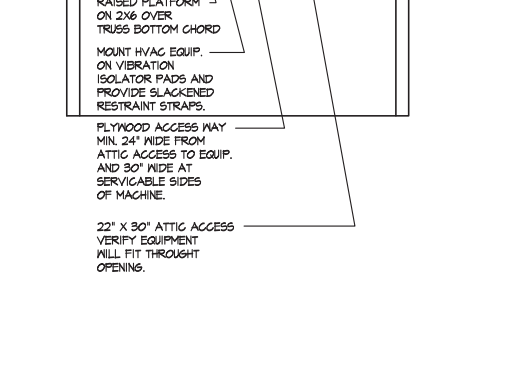 RAISED PLATFORM
ON 2X6 OVER
TRUSS BOTTOM CHORD
MOUNT HVAC EQUIP.
ON VIBRATION
ISOLATOR PADS AND
PROVIDE SLACKENED
RESTRAINT STRAPS.
PLYWOOD ACCESS WAY
MIN. 24" WIDE FROM
ATTIC ACCESS TO EQUIP.
AND 30" WIDE AT
SERVICABLE SIDES
OF MACHINE.
22" X 30" ATTIC ACCESS
VERIFY EQUIPMENT
WILL FIT THROUGHT
OPENING.